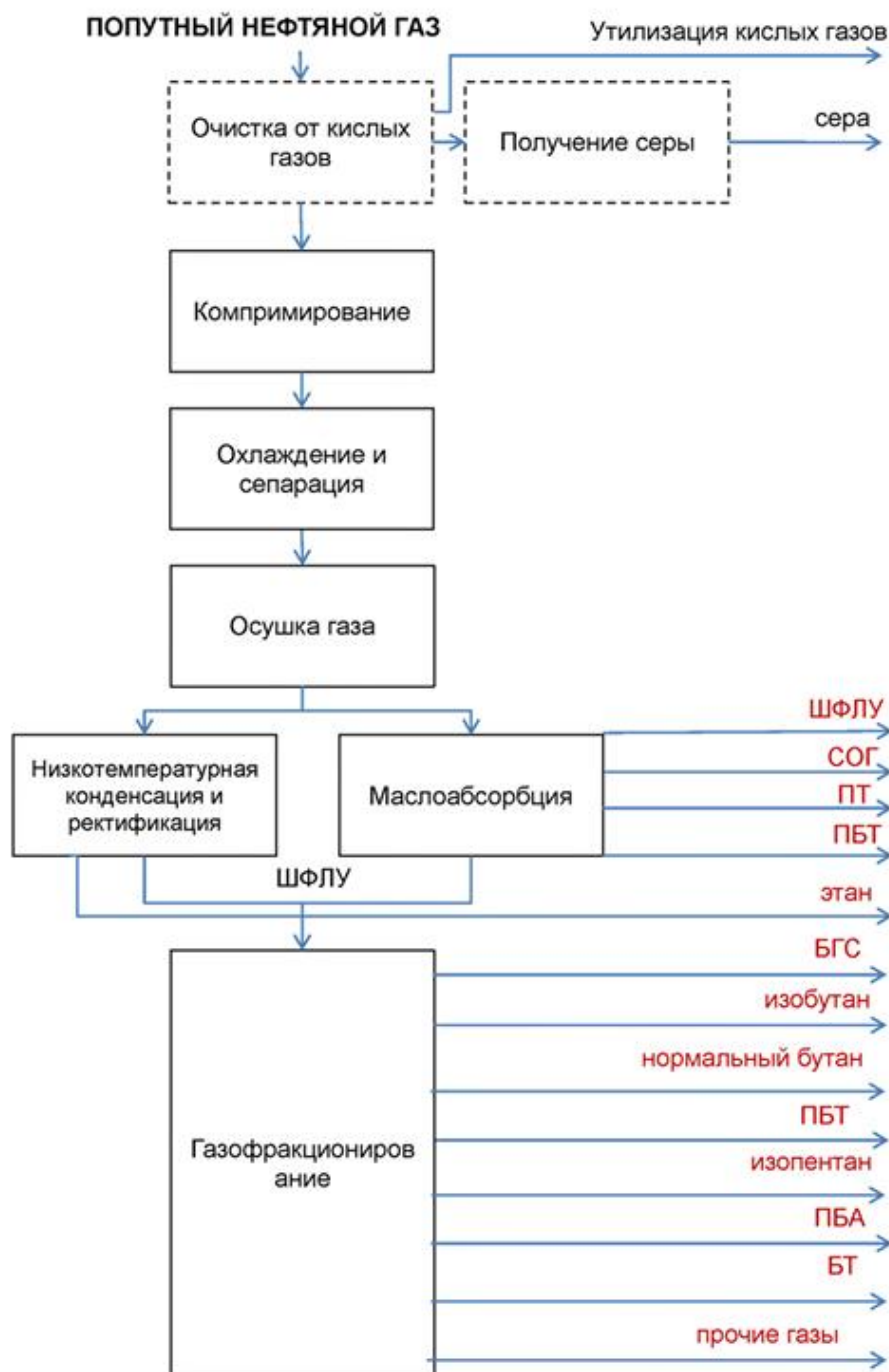 ПОПУТНЫЙ НЕФТЯНОЙ ГАЗ
Утилизация кислых газов
Очистка от кислых
газов
Получение серы
сера
Компримирование
Охлаждение и
сепарация
Осушка газа
Низкотемпературная
конденсация и
ректификация
Маслоабсорбция
ШФЛУ
СОГ
ПТ
ПБТ
ШФЛУ
этан
Газофракциониров
ание
БГС
изобутан
нормальный бутан
ПБТ
изопентан
ПБА
БТ
прочие газы